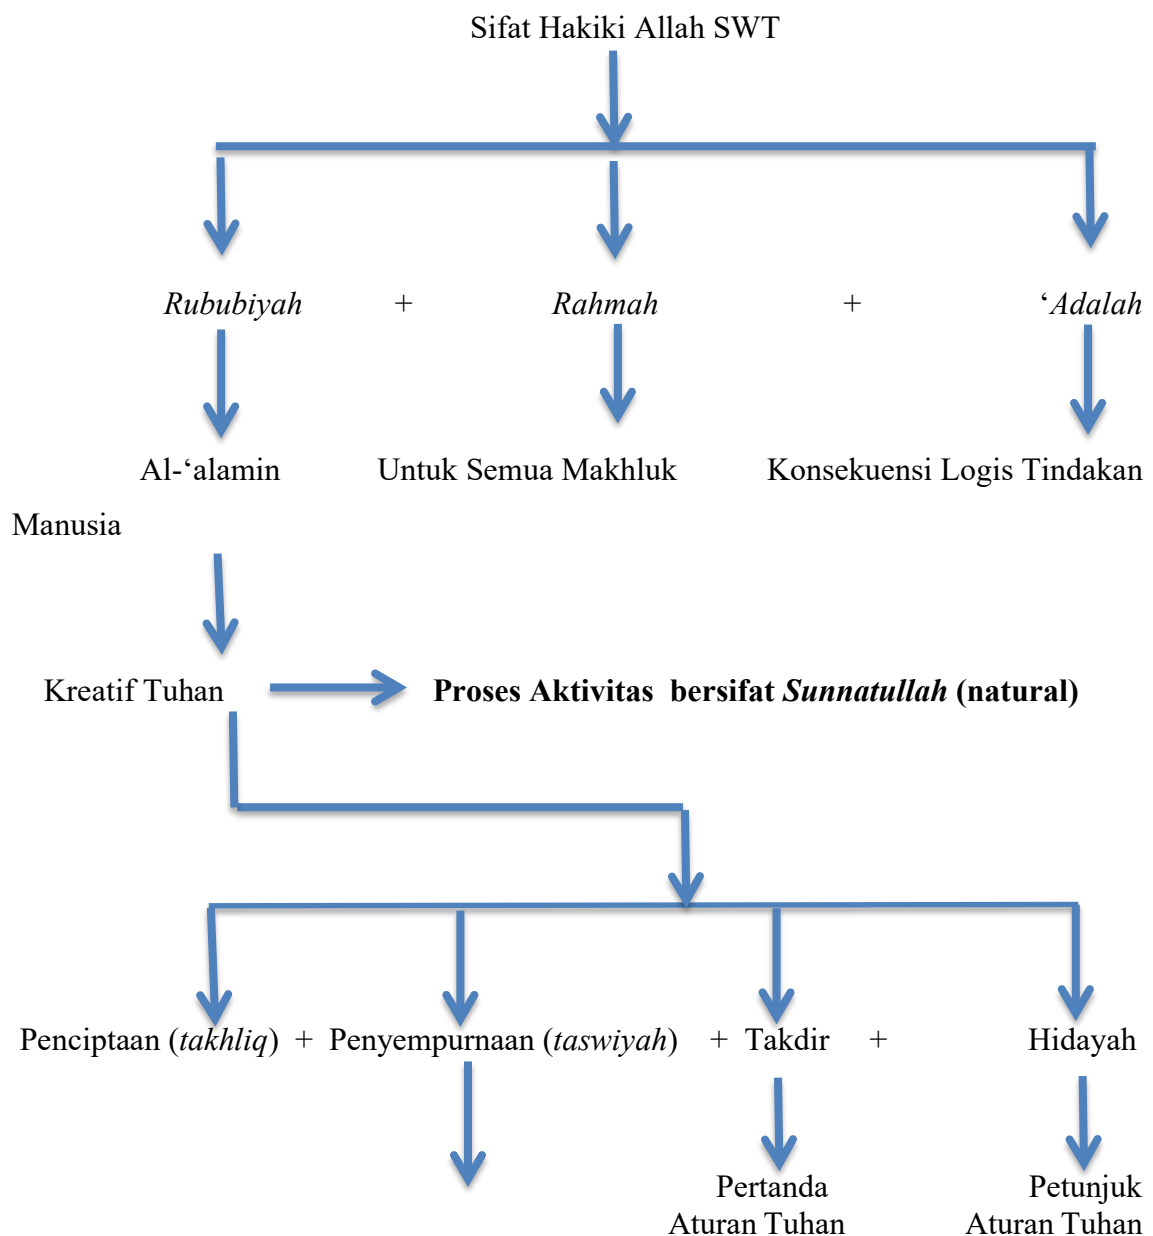 Sifat Hakiki Allah SWT
Rububiyah + Rahmah + ‘Adalah
Al-‘alamin Untuk Semua Makhluk Konsekuensi Logis Tindakan
Manusia
Kreatif Tuhan Proses Aktivitas bersifat Sunnatullah (natural)
Penciptaan (takhliq) + Penyempurnaan (taswiyah) + Takdir + Hidayah
Pertanda Petunjuk
Aturan Tuhan Aturan Tuhan